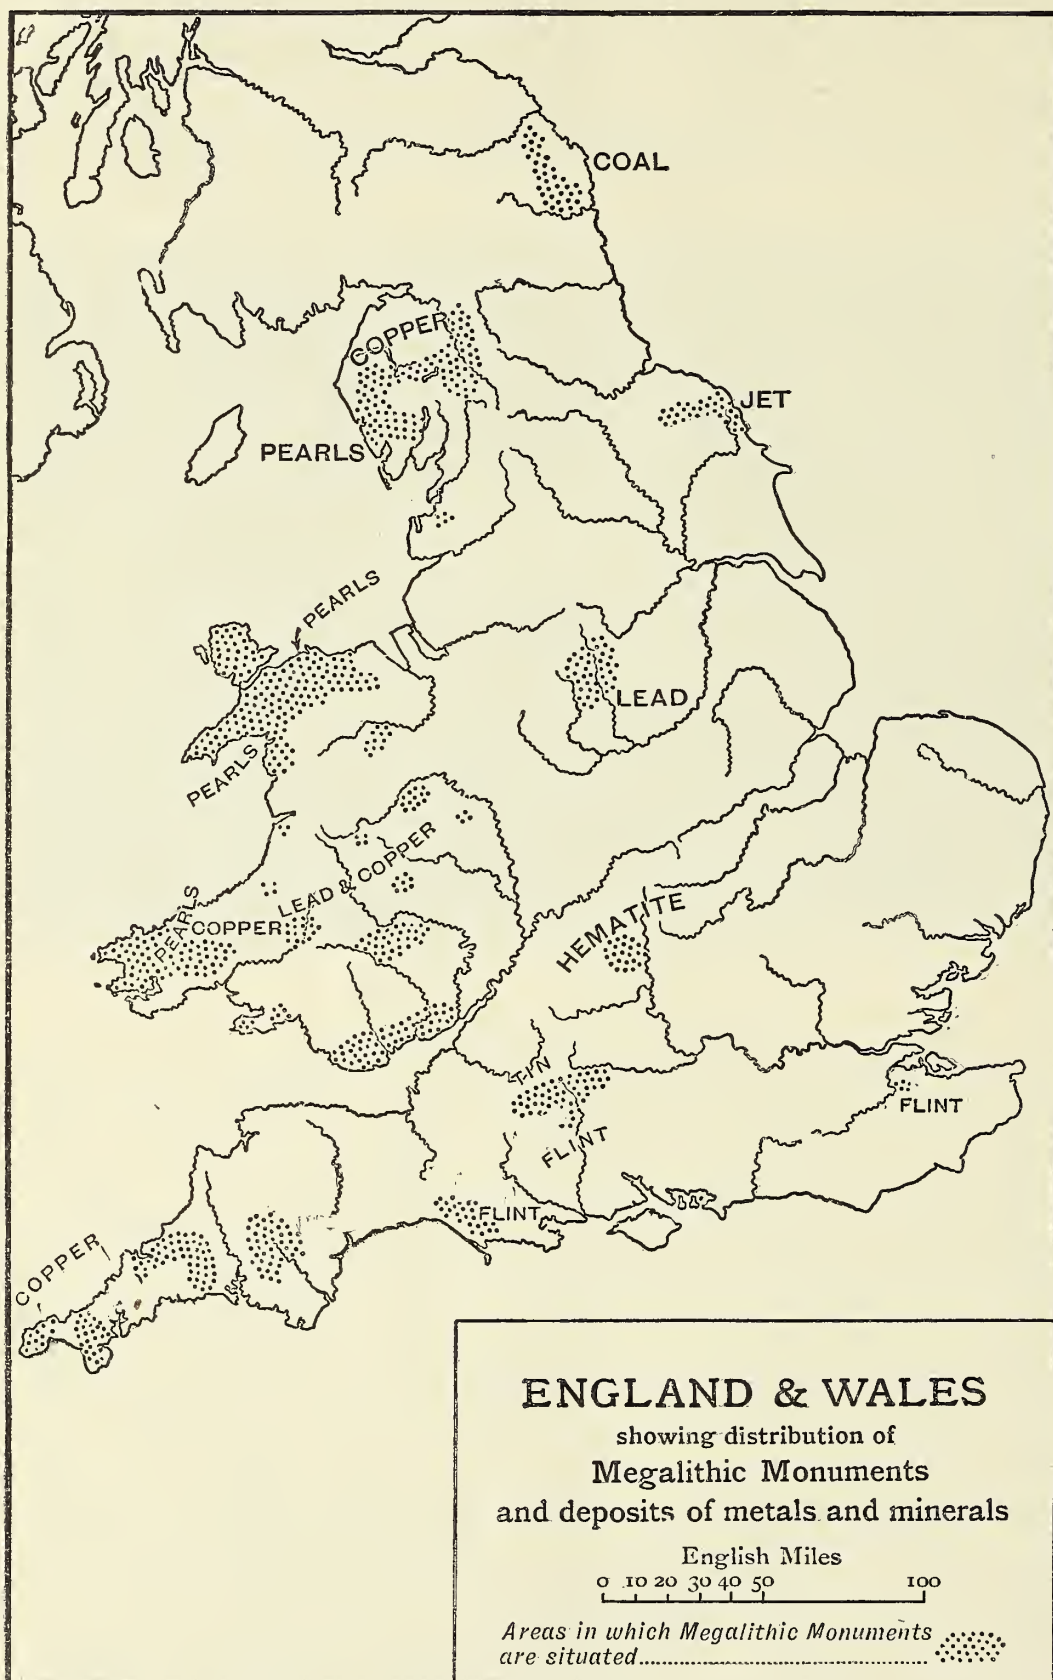 COAL
COPPER
JET
PEARLS
PEARLS
LEAD
PEARLS
LEAD & COPPER
PEARLS
COPPER
HEMATITE
TIN
FLINT
FLINT
FLINT
COPPER
ENGLAND & WALES
showing distribution of
Megalithic Monuments
and deposits of metals and minerals
English Miles
0 10 20 30 40 50 100
Areas in which Megalithic Monuments
are situated